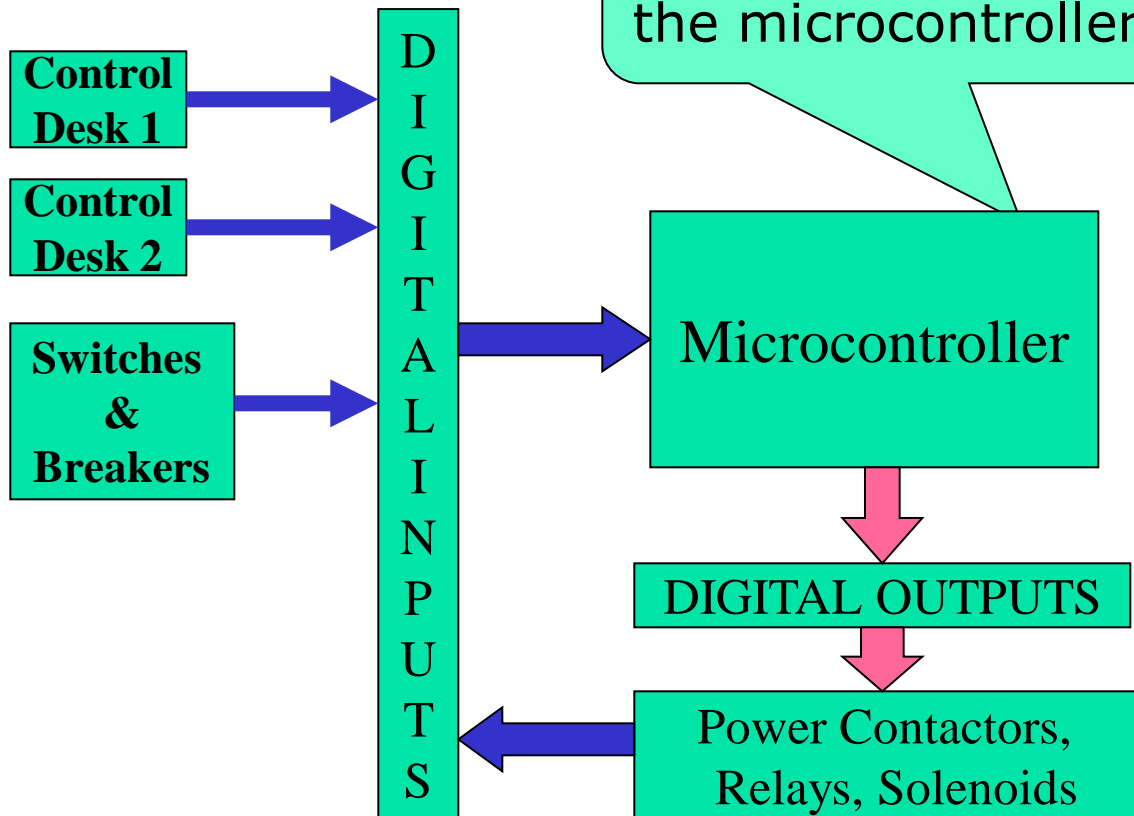 the microcontroller
Control
Desk 1
Control
Desk 2
Switches
&
Breakers
D
I
G
I
T
A
L
I
N
P
U
T
S
Microcontroller
DIGITAL OUTPUTS
Power Contactors,
Relays, Solenoids